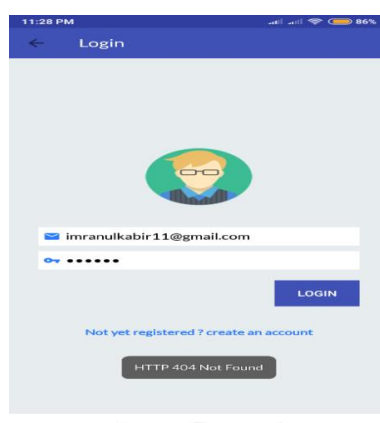 11:28 PM 86%
Login
imranulkabir11@gmail.com
••••••
LOGIN
Not yet registered ? create an account
HTTP 404 Not Found